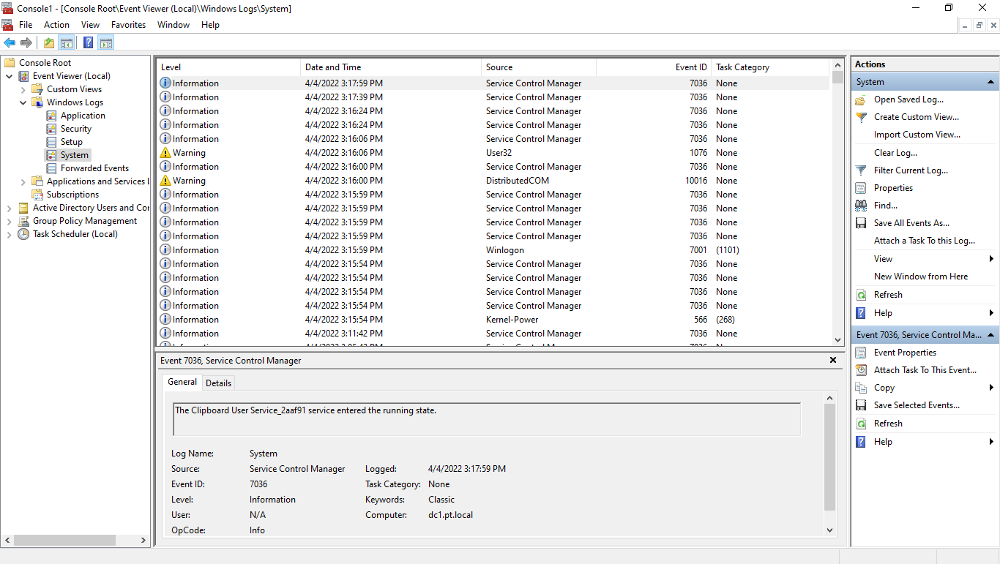 Console1 - [Console Root\Event Viewer (Local)\Windows Logs\System]
File Action View Favorites Window Help
Console Root
Event Viewer (Local)
Custom Views
Windows Logs
Application
Security
Setup
System
Forwarded Events
Applications and Services L
Subscriptions
Active Directory Users and Cor
Group Policy Management
Task Scheduler (Local)
Level Date and Time Source Event ID Task Category
Information 4/4/2022 3:17:59 PM Service Control Manager 7036 None
Information 4/4/2022 3:17:39 PM Service Control Manager 7036 None
Information 4/4/2022 3:16:24 PM Service Control Manager 7036 None
Information 4/4/2022 3:16:24 PM Service Control Manager 7036 None
Information 4/4/2022 3:16:06 PM Service Control Manager 7036 None
Warning 4/4/2022 3:16:06 PM User32 1076 None
Information 4/4/2022 3:16:00 PM Service Control Manager 7036 None
Warning 4/4/2022 3:16:00 PM DistributedCOM 10016 None
Information 4/4/2022 3:15:59 PM Service Control Manager 7036 None
Information 4/4/2022 3:15:59 PM Service Control Manager 7036 None
Information 4/4/2022 3:15:59 PM Service Control Manager 7036 None
Information 4/4/2022 3:15:59 PM Service Control Manager 7036 None
Information 4/4/2022 3:15:59 PM Winlogon 7001 (1101)
Information 4/4/2022 3:15:54 PM Service Control Manager 7036 None
Information 4/4/2022 3:15:54 PM Service Control Manager 7036 None
Information 4/4/2022 3:15:54 PM Service Control Manager 7036 None
Information 4/4/2022 3:15:54 PM Service Control Manager 7036 None
Information 4/4/2022 3:15:54 PM Kernel-Power 566 (268)
Information 4/4/2022 3:11:42 PM Service Control Manager 7036 None
Event 7036, Service Control Manager
General Details
The Clipboard User Service_2aaf91 service entered the running state.
Log Name: System
Source: Service Control Manager Logged: 4/4/2022 3:17:59 PM
Event ID: 7036 Task Category: None
Level: Information Keywords: Classic
User: N/A Computer: dc1.pt.local
OpCode: Info
Actions
System
Open Saved Log...
Create Custom View...
Import Custom View...
Clear Log...
Filter Current Log...
Properties
Find...
Save All Events As...
Attach a Task To this Log...
View
New Window from Here
Refresh
Help
Event 7036, Service Control Ma...
Event Properties
Attach Task To This Event...
Copy
Save Selected Events...
Refresh
Help